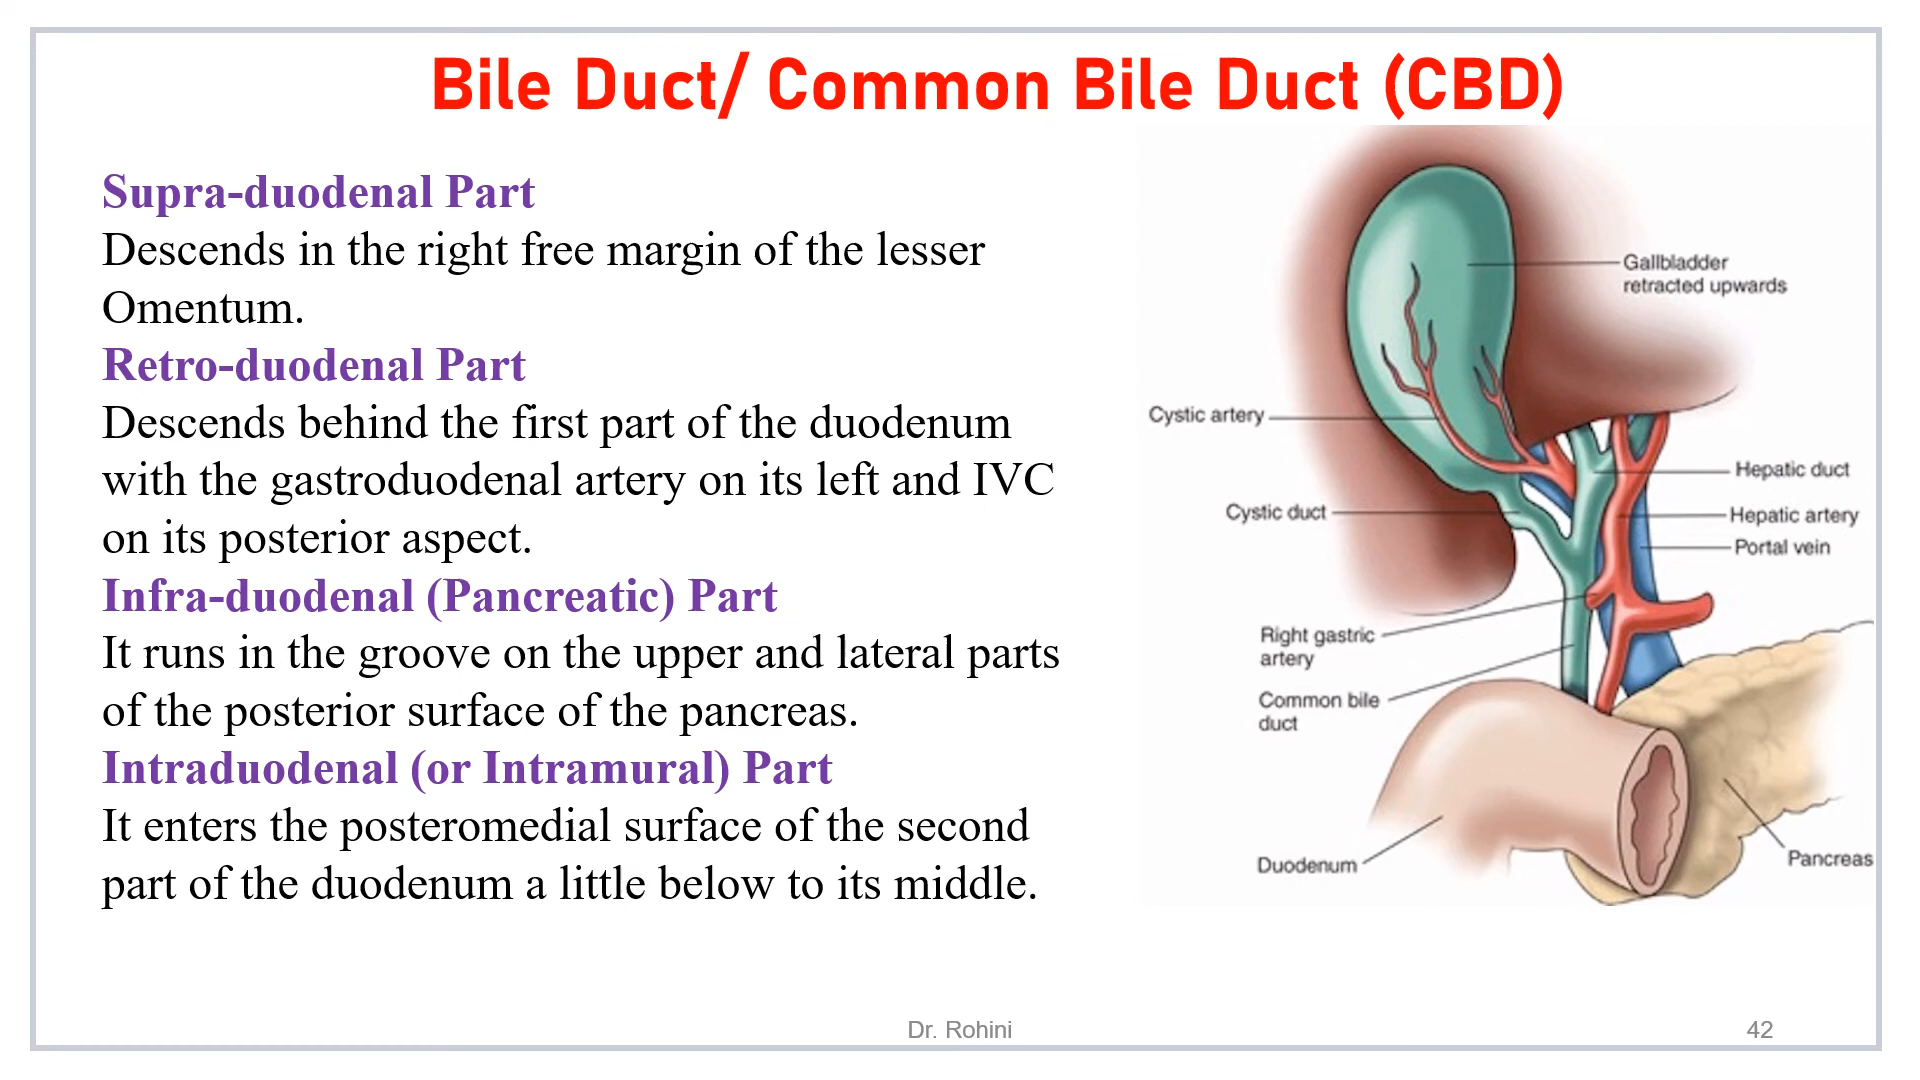 Bile Duct/ Common Bile Duct (CBD)
Supra-duodenal Part
Descends in the right free margin of the lesser
Omentum.
Retro-duodenal Part
Descends behind the first part of the duodenum
with the gastroduodenal artery on its left and IVC
on its posterior aspect.
Infra-duodenal (Pancreatic) Part
It runs in the groove on the upper and lateral parts
of the posterior surface of the pancreas.
Intraduodenal (or Intramural) Part
It enters the posteromedial surface of the second
part of the duodenum a little below to its middle.
Gallbladder
retracted upwards
Cystic artery
Hepatic duct
Cystic duct
Hepatic artery
Portal vein
Right gastric
artery
Common bile
duct
Duodenum
Pancreas
Dr. Rohini
42